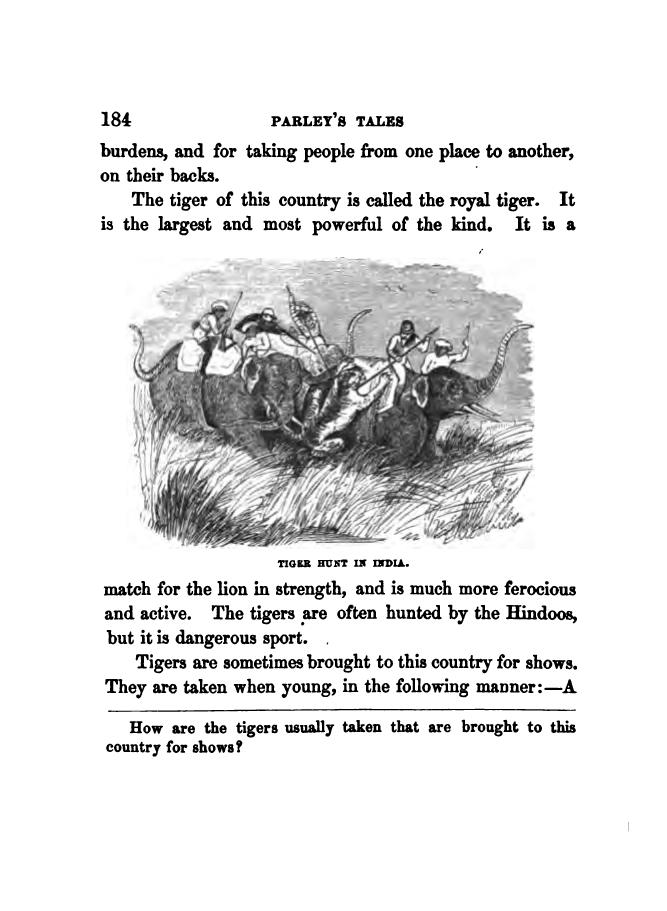 184 PARLEY'S TALES
burdens, and for taking people from one place to another,
on their backs.
The tiger of this country is called the royal tiger. It
is the largest and most powerful of the kind. It is a
TIGER HUNT IN INDIA.
match for the lion in strength, and is much more ferocious
and active. The tigers are often hunted by the Hindoos,
but it is dangerous sport.
Tigers are sometimes brought to this country for shows.
They are taken when young, in the following manner:—A
How are the tigers usually taken that are brought to this
country for shows?